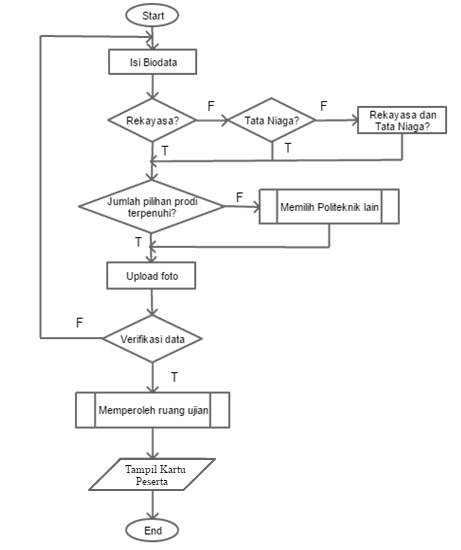 Start
Isi Biodata
Rekayasa?
F
Tata Niaga?
F
Rekayasa dan
Tata Niaga?
T
T
Jumlah pilihan prodi
terpenuhi?
F
Memilih Politeknik lain
T
Upload foto
F
Verifikasi data
T
Memperoleh ruang ujian
Tampil Kartu
Peserta
End